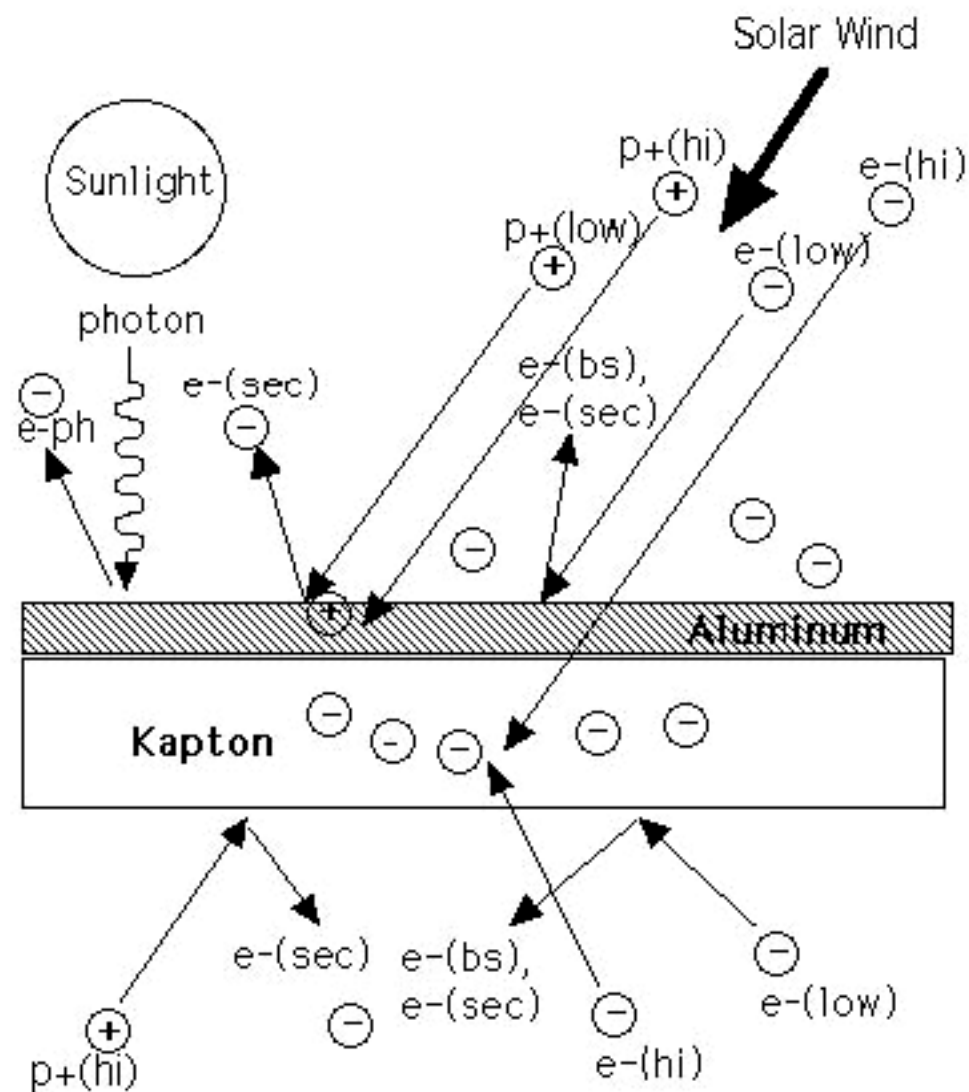 Solar Wind
Sunlight
p+(hi)
e-(hi)
p+(low)
e-(low)
photon
e-(sec)
e-(bs),
e-(sec)
e-ph
Aluminum
Kapton
e-(sec)
e-(bs),
e-(sec)
e-(low)
p+(hi)
e-(hi)